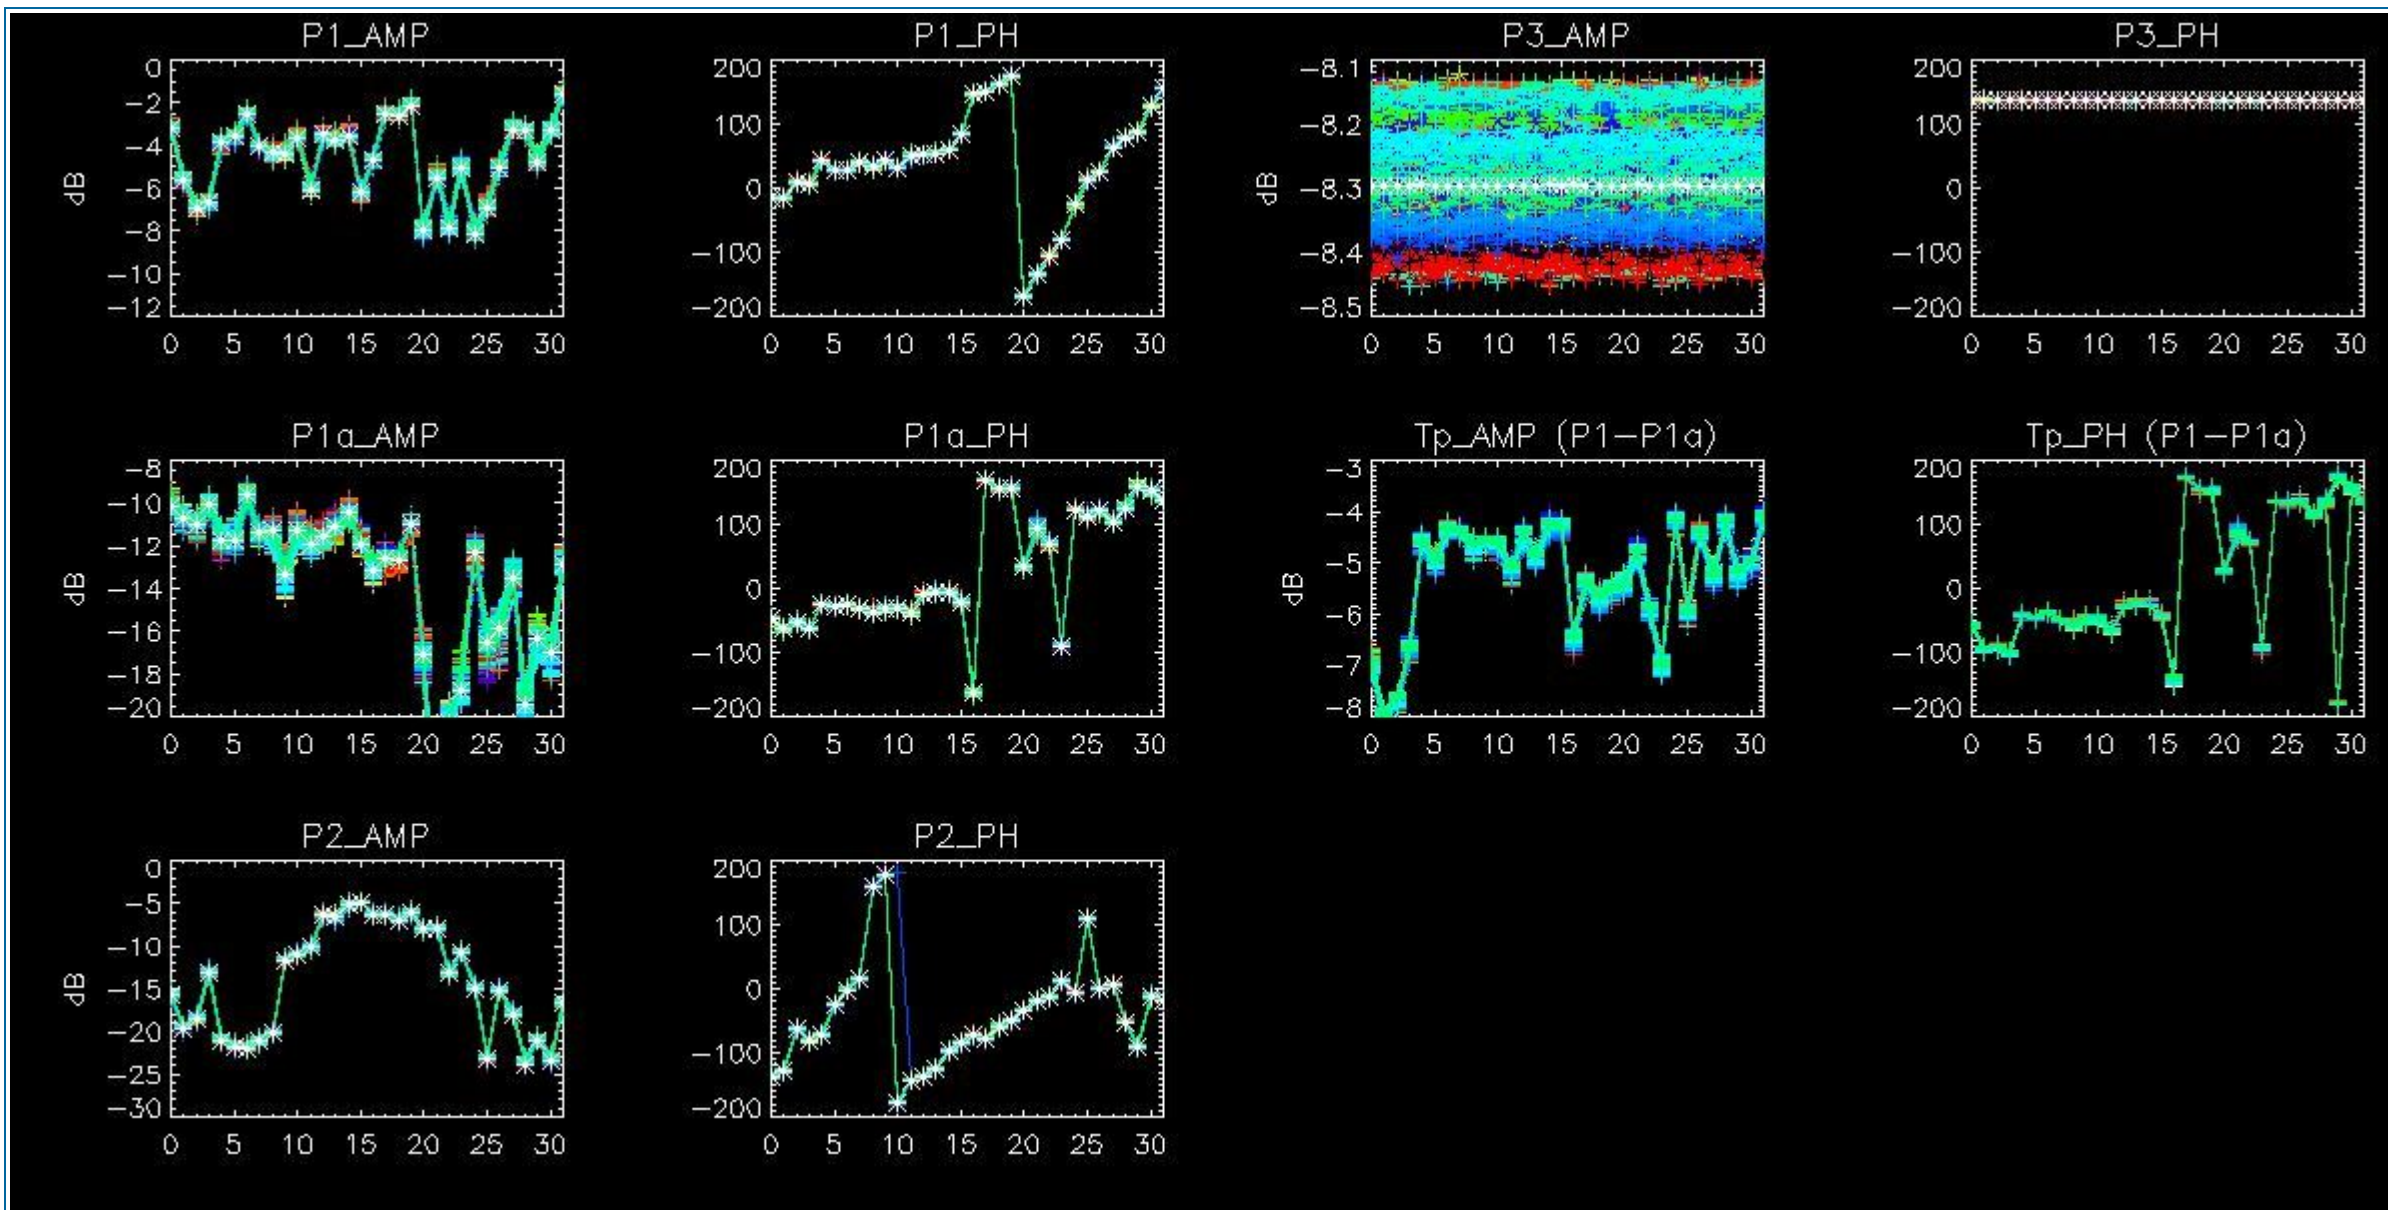 P1_AMP P1_PH P3_AMP P3_PH
0 200 -8.1 200
-2
100 -8.2 100
-4
dB -6 0 dB -8.3 0
-8
-100 -8.4 -100
-10
-12 -200 -8.5 -200
0 5 10 15 20 25 30 0 5 10 15 20 25 30 0 5 10 15 20 25 30 0 5 10 15 20 25 30
P1a_AMP P1a_PH Tp_AMP (P1-P1a) Tp_PH (P1-P1a)
-8 200 -3 200
-10
100 -4 100
-12
dB -14 0 dB -5 0
-16 -6
-100 -100
-18 -7
-20 -200 -8 -200
0 5 10 15 20 25 30 0 5 10 15 20 25 30 0 5 10 15 20 25 30 0 5 10 15 20 25 30
P2_AMP P2_PH
0 200
-5
100
-10
dB -15 0
-20
-100
-25
-30 -200
0 5 10 15 20 25 30 0 5 10 15 20 25 30